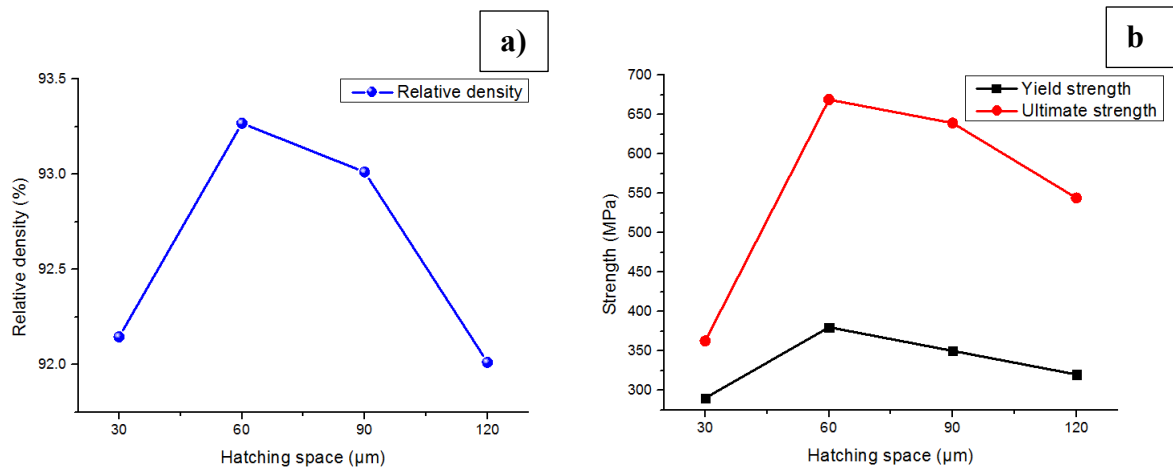 a)
Relative density
93.5
93.0
92.5
92.0
Relative density (%)
30 60 90 120
Hatching space (μm)
b
Yield strength
Ultimate strength
700
650
600
550
500
450
400
350
300
Strength (MPa)
30 60 90 120
Hatching space (μm)